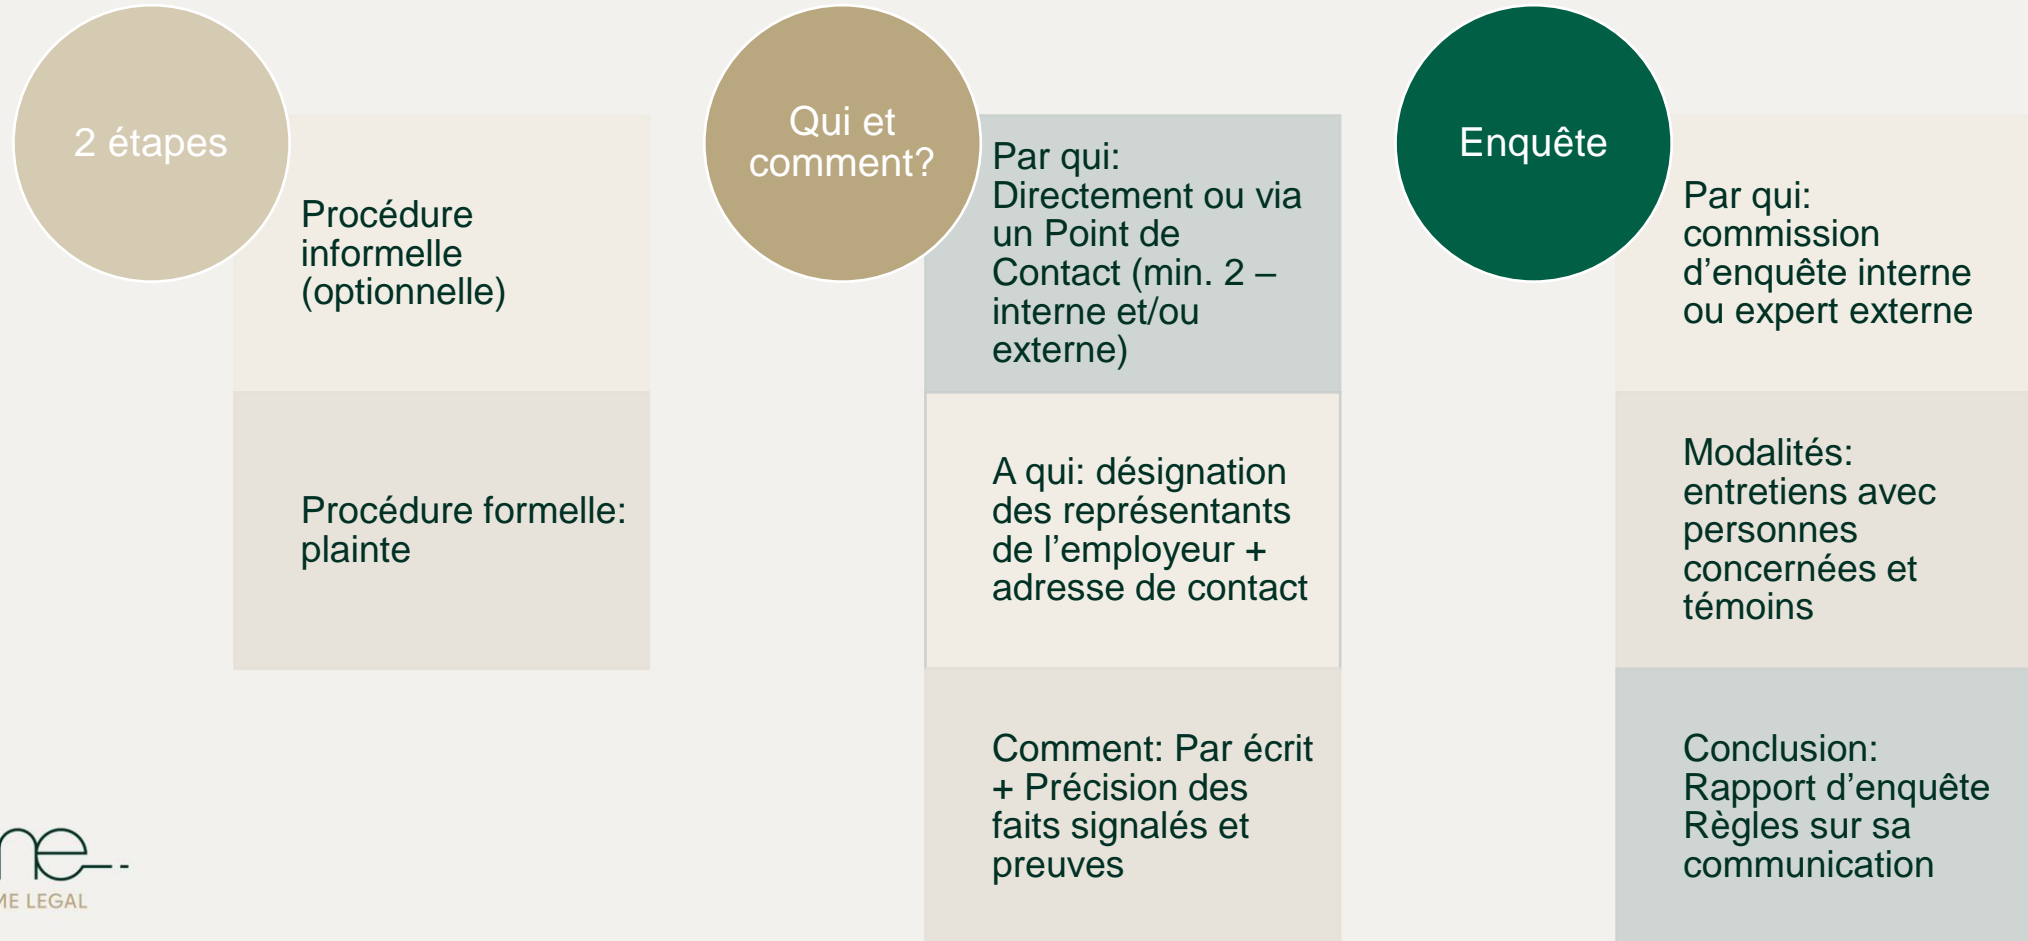 2 étapes
Procédure
informelle
(optionnelle)
Procédure formelle:
plainte
Qui et
comment?
Par qui:
Directement ou via
un Point de
Contact (min. 2 –
interne et/ou
externe)
A qui: désignation
des représentants
de l’employeur +
adresse de contact
Comment: Par écrit
+ Précision des
faits signalés et
preuves
Enquête
Par qui:
commission
d’enquête interne
ou expert externe
Modalités:
entretiens avec
personnes
concernées et
témoins
Conclusion:
Rapport d’enquête
Règles sur sa
communication
LEGAL